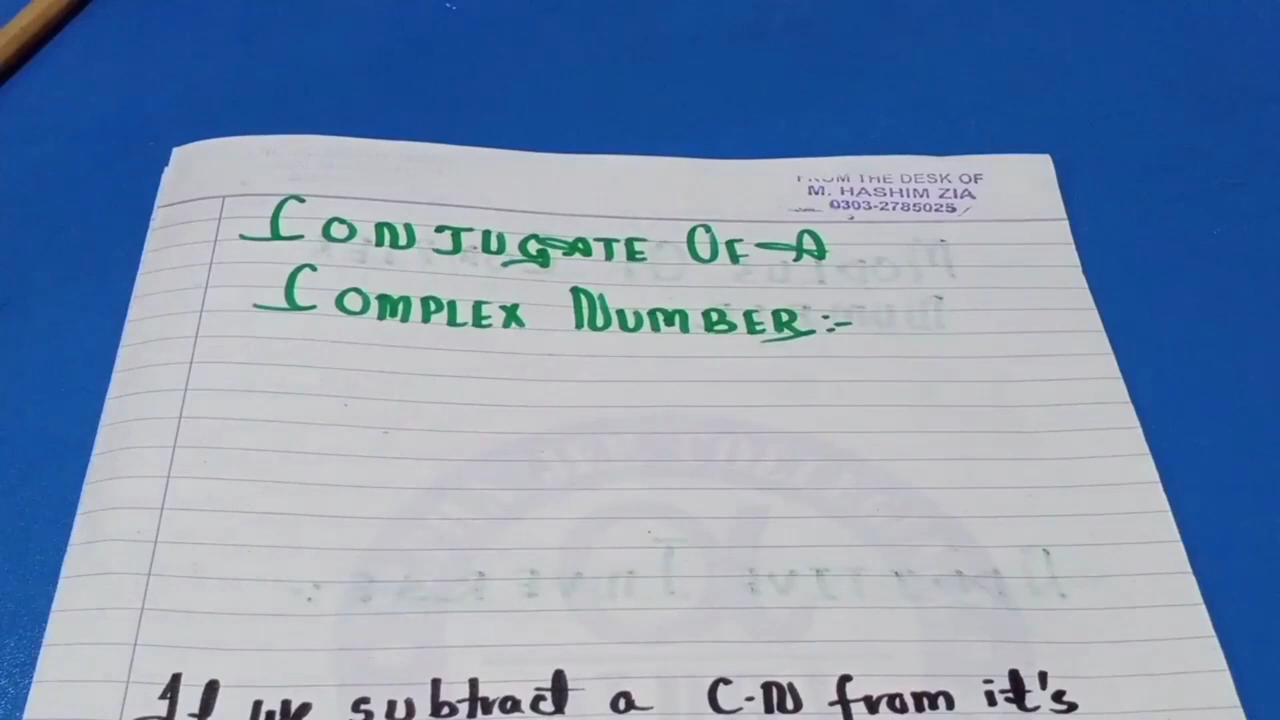 FROM THE DESK OF
M. HASHIM ZIA
0303-2785025
CONJUGATE OF A
COMPLEX NUMBER:-
If we subtract a C-N from it's